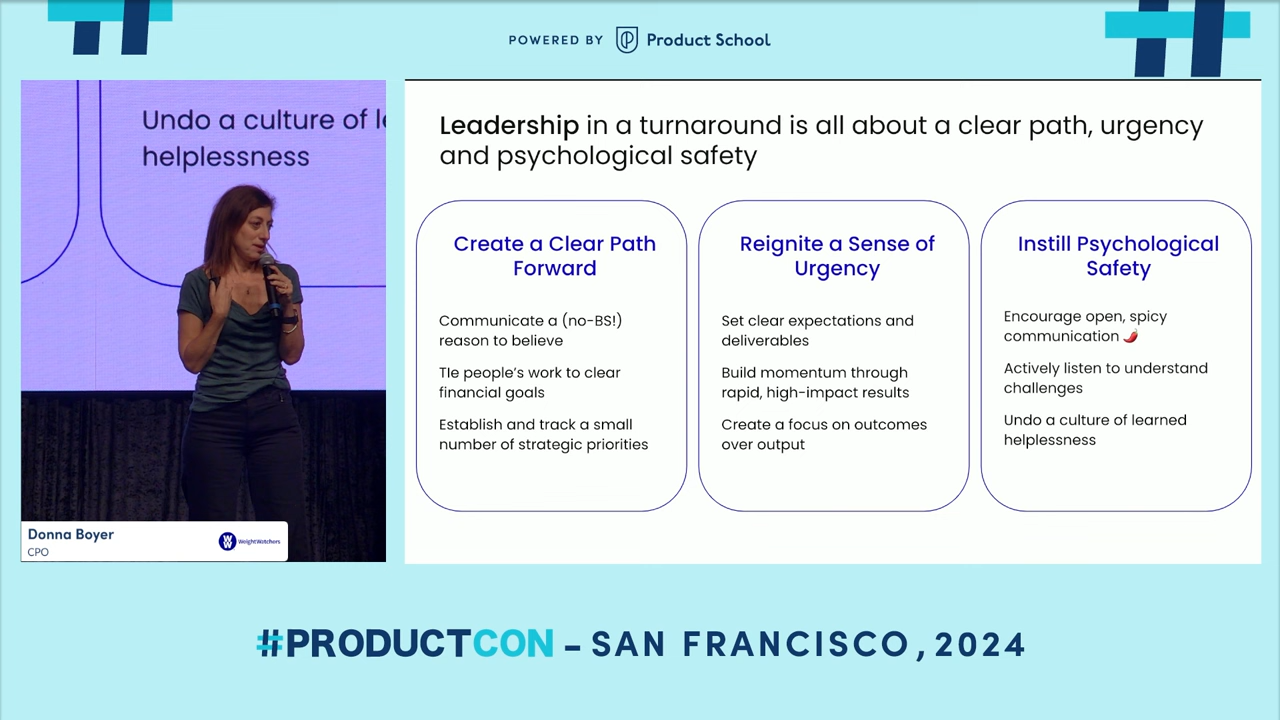 POWERED BY Product School
Undo a culture of le
helplessness
Donna Boyer
CPO
WW WeightWatchers
Leadership in a turnaround is all about a clear path, urgency
and psychological safety
Create a Clear Path
Forward
Communicate a (no-BS!)
reason to believe
TIe people's work to clear
financial goals
Establish and track a small
number of strategic priorities
Reignite a Sense of
Urgency
Set clear expectations and
deliverables
Build momentum through
rapid, high-impact results
Create a focus on outcomes
over output
Instill Psychological
Safety
Encourage open, spicy
communication 🌶️
Actively listen to understand
challenges
Undo a culture of learned
helplessness
#PRODUCTCON – SAN FRANCISCO, 2024